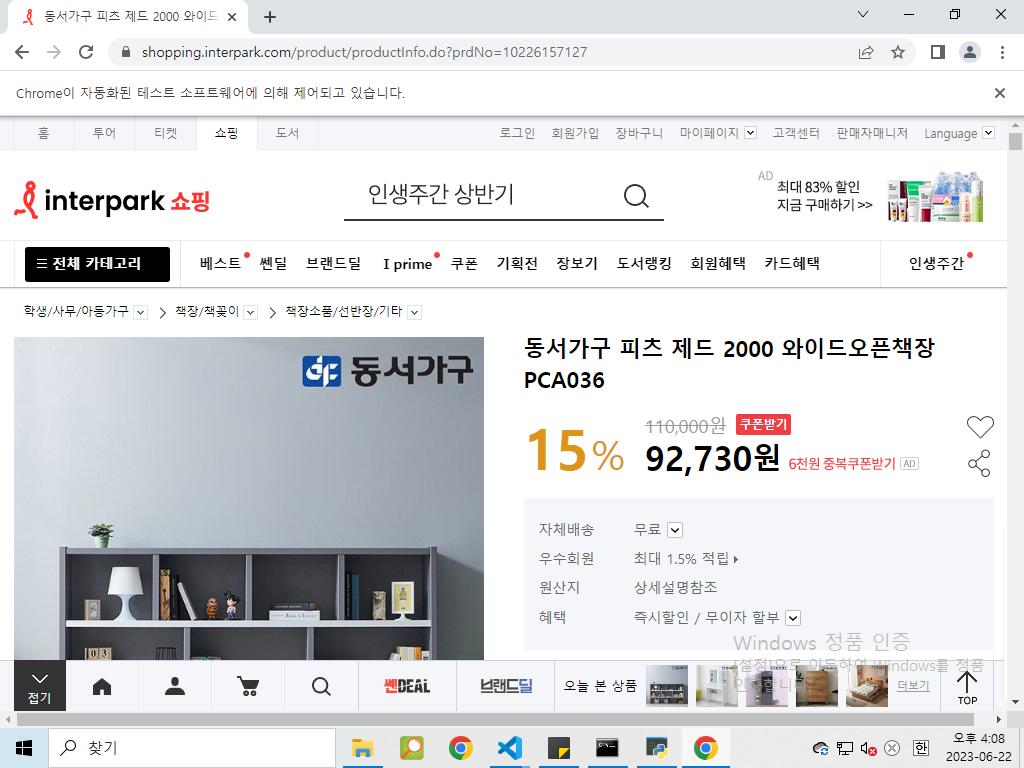 동서가구 피츠 제드 2000 와이드
shopping.interpark.com/product/productInfo.do?prdNo=10226157127
Chrome이 자동화된 테스트 소프트웨어에 의해 제어되고 있습니다.
홈 투어 티켓 쇼핑 도서 로그인 회원가입 장바구니 마이페이지 고객센터 판매자매니저 Language
interpark 쇼핑 인생주간 상반기
AD 최대 83% 할인
지금 구매하기 >>
전체 카테고리 베스트 쎈딜 브랜드딜 I prime 쿠폰 기획전 장보기 도서랭킹 회원혜택 카드혜택 인생주간
학생/사무/아동가구 책장/책꽂이 책장소품/선반장/기타
동서가구
동서가구 피츠 제드 2000 와이드오픈책장
PCA036
15% 110,000원 쿠폰받기
92,730원 6천원 중복쿠폰받기 AD
자체배송 무료
우수회원 최대 1.5% 적립
원산지 상세설명참조
혜택 즉시할인 / 무이자 할부
03
Windows 정품 인증
[설정]으로 이동하여 Windows를 정품
인증합니다.
접기 쎈DEAL 브랜드딜 오늘 본 상품 더보기 TOP
찾기
한
오후 4:08
2023-06-22